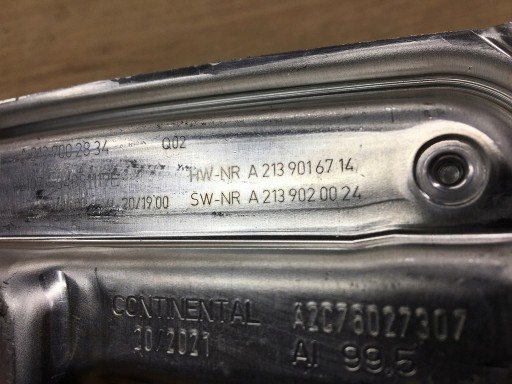 Q02
HW-NR A 213 901 67 14
20/19 00 SW-NR A 213 902 00 24
CONTINENTAL A2C76027307
20/2021 Al 99.5